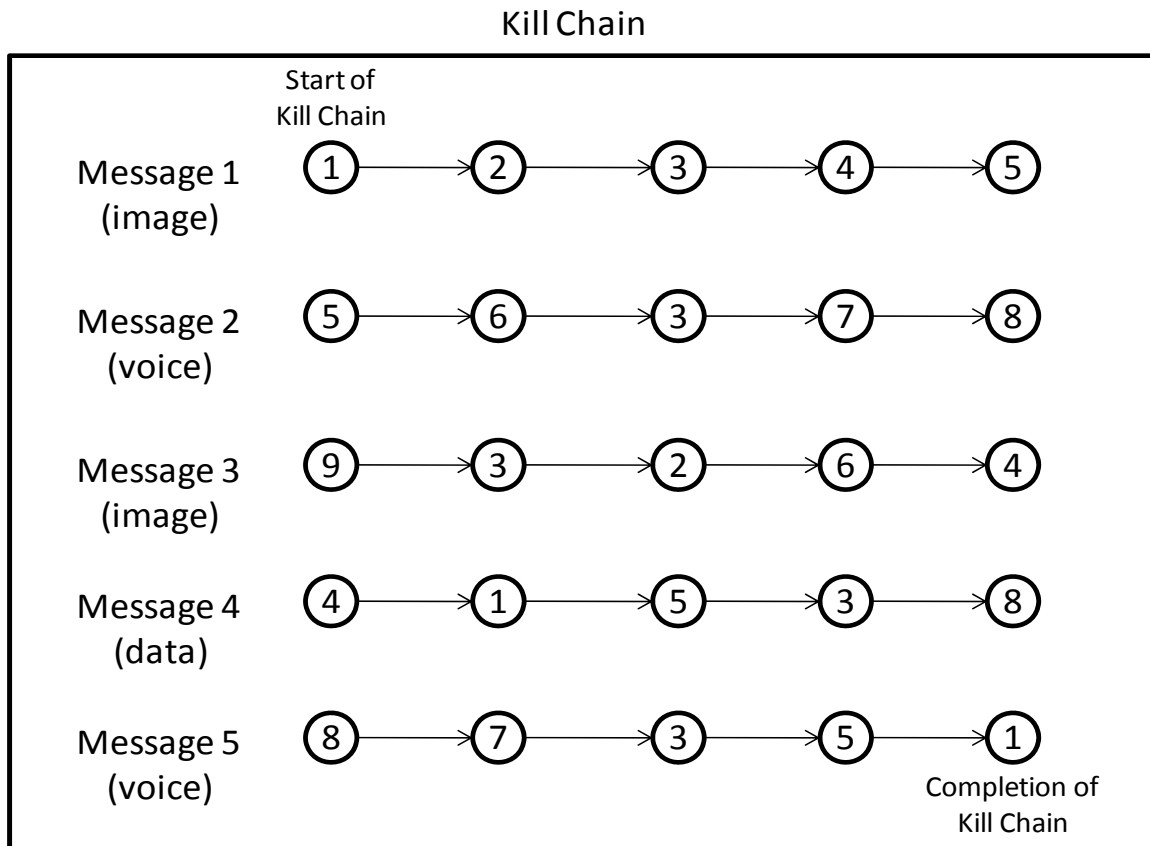 Kill Chain
Start of
Kill Chain
Message 1
(image)
1 2 3 4 5
Message 2
(voice)
5 6 3 7 8
Message 3
(image)
9 3 2 6 4
Message 4
(data)
4 1 5 3 8
Message 5
(voice)
8 7 3 5 1
Completion of
Kill Chain